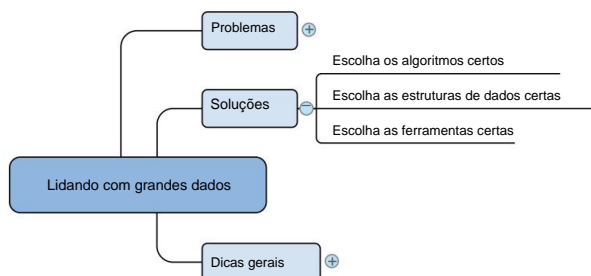 Problemas
Escolha os algoritmos certos
Soluções
Escolha as estruturas de dados certas
Escolha as ferramentas certas
Lidando com grandes dados
Dicas gerais